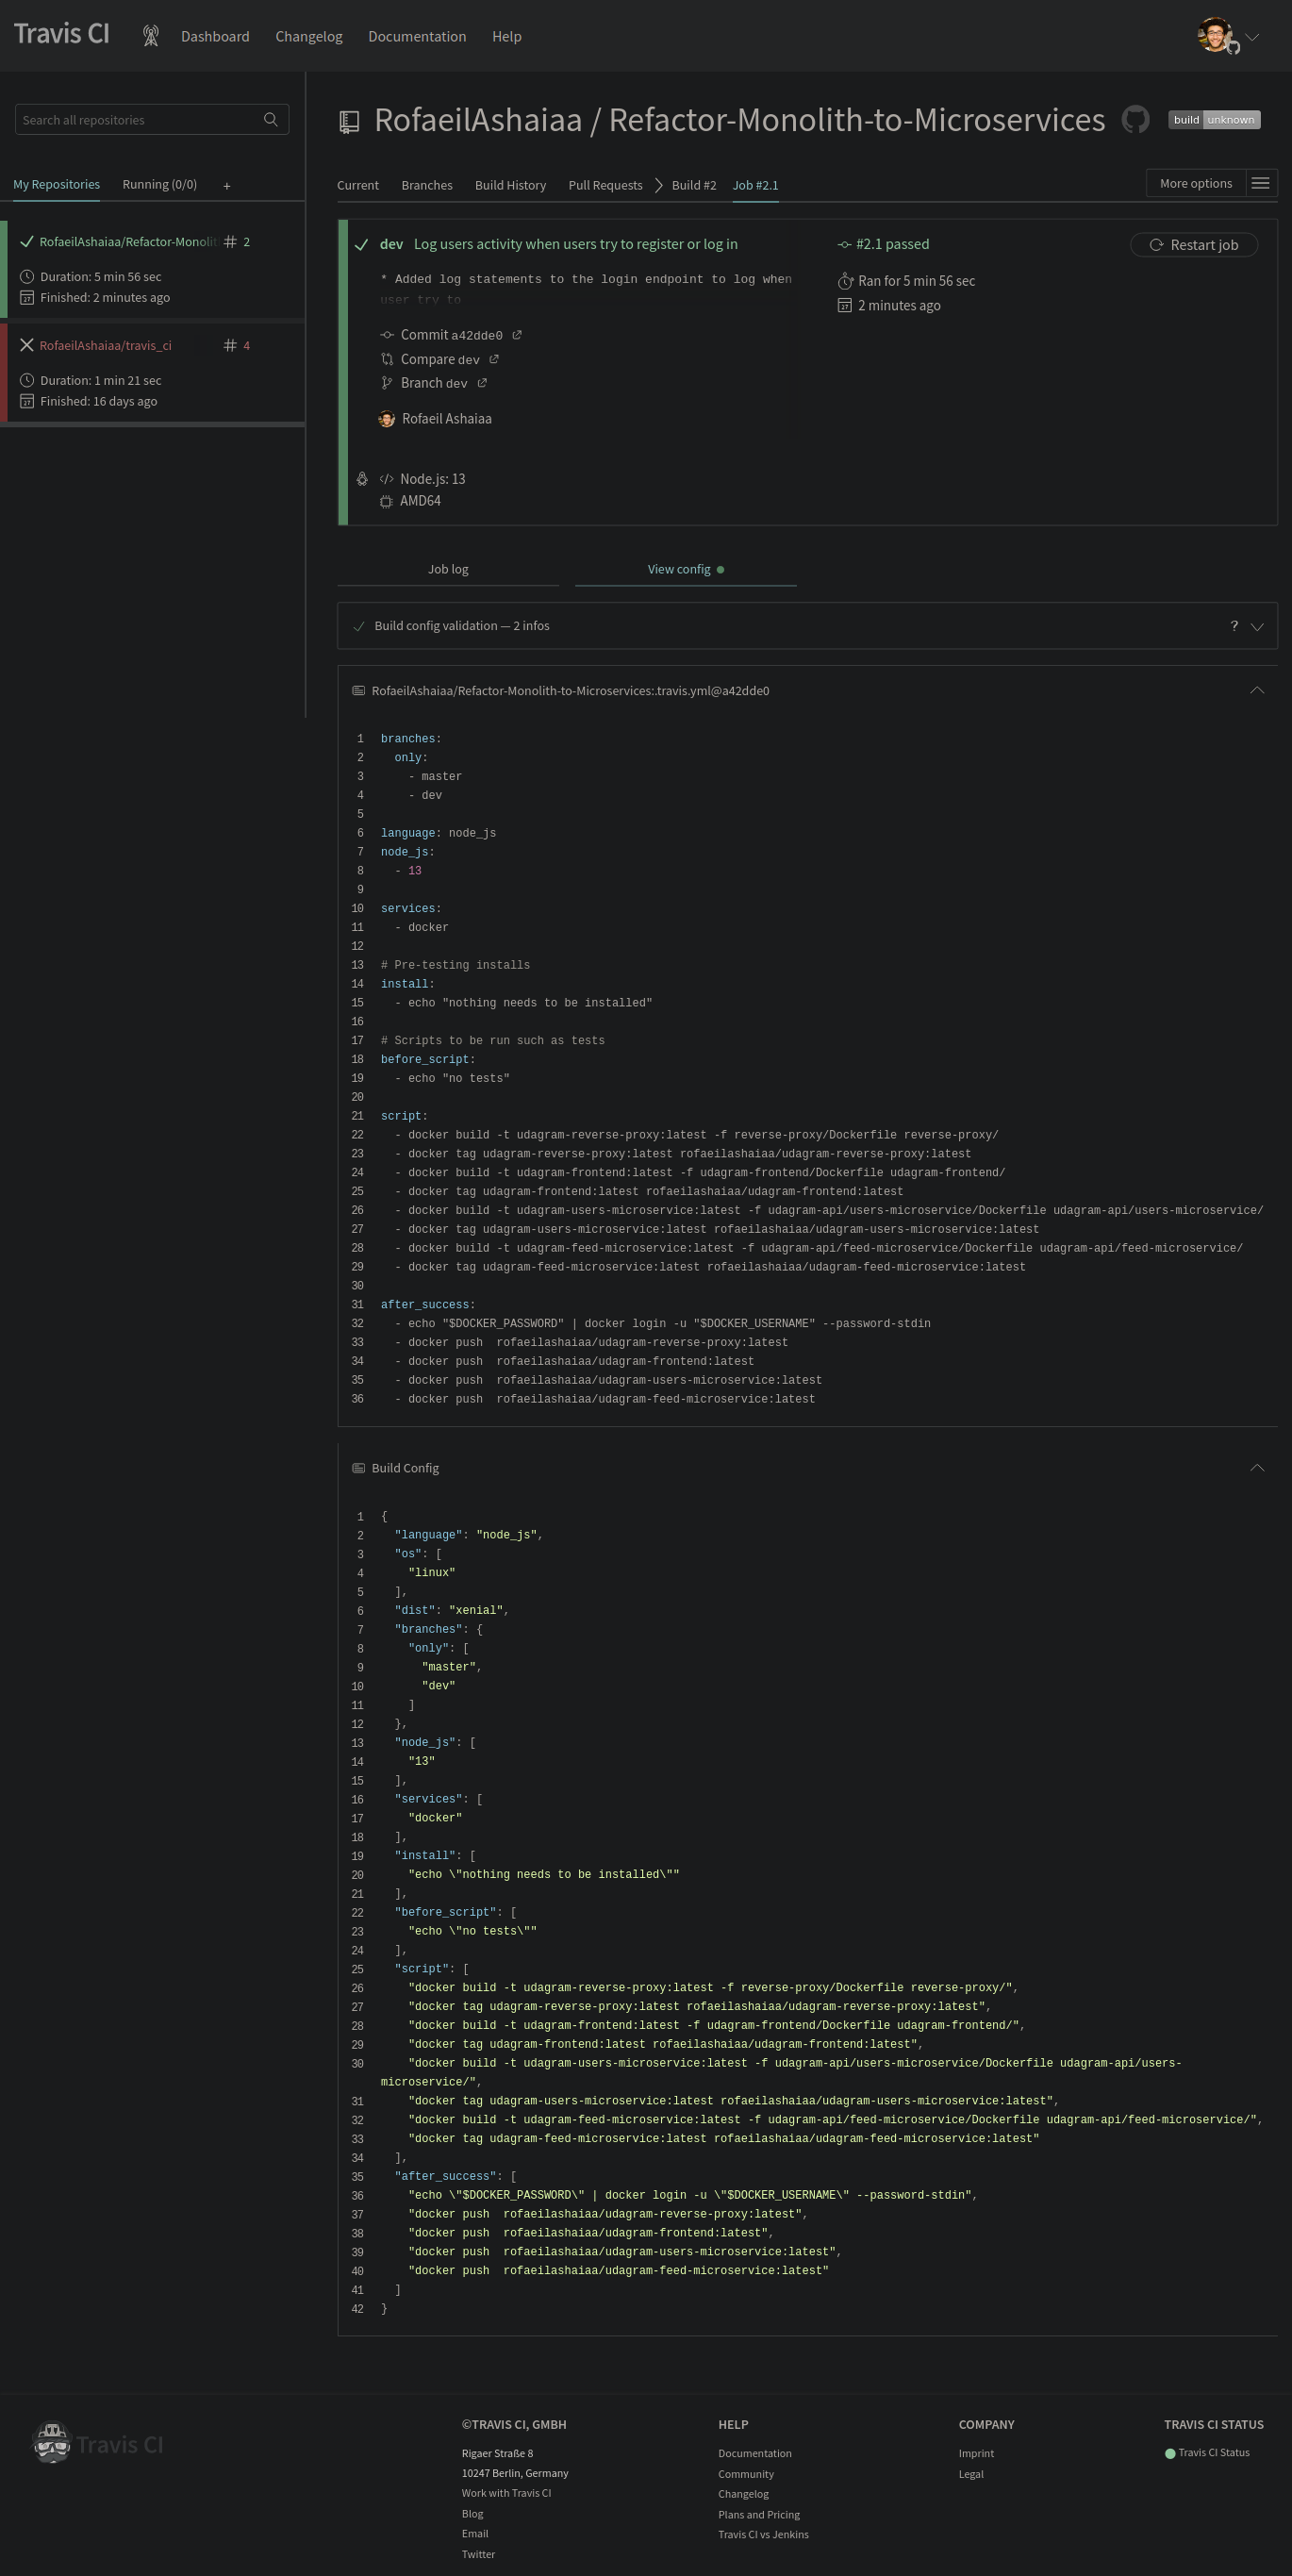 Travis CI
Dashboard
Changelog
Documentation
Help
Search all repositories
My Repositories
Running (0/0)
+
RofaeilAshaiaa/Refactor-Monolit
2
Duration: 5 min 56 sec
Finished: 2 minutes ago
RofaeilAshaiaa/travis_ci
4
Duration: 1 min 21 sec
Finished: 16 days ago
RofaeilAshaiaa / Refactor-Monolith-to-Microservices
build unknown
Current
Branches
Build History
Pull Requests
Build #2
Job #2.1
More options
dev Log users activity when users try to register or log in
* Added log statements to the login endpoint to log when
user try to
Commit a42dde0
Compare dev
Branch dev
Rofaeil Ashaiaa
Node.js: 13
AMD64
#2.1 passed
Ran for 5 min 56 sec
2 minutes ago
Restart job
Job log
View config
Build config validation — 2 infos
?
RofaeilAshaiaa/Refactor-Monolith-to-Microservices:.travis.yml@a42dde0
1 branches:
2   only:
3     - master
4     - dev
5
6 language: node_js
7 node_js:
8   - 13
9
10 services:
11   - docker
12
13 # Pre-testing installs
14 install:
15   - echo "nothing needs to be installed"
16
17 # Scripts to be run such as tests
18 before_script:
19   - echo "no tests"
20
21 script:
22   - docker build -t udagram-reverse-proxy:latest -f reverse-proxy/Dockerfile reverse-proxy/
23   - docker tag udagram-reverse-proxy:latest rofaeilashaiaa/udagram-reverse-proxy:latest
24   - docker build -t udagram-frontend:latest -f udagram-frontend/Dockerfile udagram-frontend/
25   - docker tag udagram-frontend:latest rofaeilashaiaa/udagram-frontend:latest
26   - docker build -t udagram-users-microservice:latest -f udagram-api/users-microservice/Dockerfile udagram-api/users-microservice/
27   - docker tag udagram-users-microservice:latest rofaeilashaiaa/udagram-users-microservice:latest
28   - docker build -t udagram-feed-microservice:latest -f udagram-api/feed-microservice/Dockerfile udagram-api/feed-microservice/
29   - docker tag udagram-feed-microservice:latest rofaeilashaiaa/udagram-feed-microservice:latest
30
31 after_success:
32   - echo "$DOCKER_PASSWORD" | docker login -u "$DOCKER_USERNAME" --password-stdin
33   - docker push  rofaeilashaiaa/udagram-reverse-proxy:latest
34   - docker push  rofaeilashaiaa/udagram-frontend:latest
35   - docker push  rofaeilashaiaa/udagram-users-microservice:latest
36   - docker push  rofaeilashaiaa/udagram-feed-microservice:latest
Build Config
1 {
2   "language": "node_js",
3   "os": [
4     "linux"
5   ],
6   "dist": "xenial",
7   "branches": {
8     "only": [
9       "master",
10       "dev"
11     ]
12   },
13   "node_js": [
14     "13"
15   ],
16   "services": [
17     "docker"
18   ],
19   "install": [
20     "echo \"nothing needs to be installed\""
21   ],
22   "before_script": [
23     "echo \"no tests\""
24   ],
25   "script": [
26     "docker build -t udagram-reverse-proxy:latest -f reverse-proxy/Dockerfile reverse-proxy/",
27     "docker tag udagram-reverse-proxy:latest rofaeilashaiaa/udagram-reverse-proxy:latest",
28     "docker build -t udagram-frontend:latest -f udagram-frontend/Dockerfile udagram-frontend/",
29     "docker tag udagram-frontend:latest rofaeilashaiaa/udagram-frontend:latest",
30     "docker build -t udagram-users-microservice:latest -f udagram-api/users-microservice/Dockerfile udagram-api/users-
microservice/",
31     "docker tag udagram-users-microservice:latest rofaeilashaiaa/udagram-users-microservice:latest",
32     "docker build -t udagram-feed-microservice:latest -f udagram-api/feed-microservice/Dockerfile udagram-api/feed-microservice/",
33     "docker tag udagram-feed-microservice:latest rofaeilashaiaa/udagram-feed-microservice:latest"
34   ],
35   "after_success": [
36     "echo \"$DOCKER_PASSWORD\" | docker login -u \"$DOCKER_USERNAME\" --password-stdin",
37     "docker push  rofaeilashaiaa/udagram-reverse-proxy:latest",
38     "docker push  rofaeilashaiaa/udagram-frontend:latest",
39     "docker push  rofaeilashaiaa/udagram-users-microservice:latest",
40     "docker push  rofaeilashaiaa/udagram-feed-microservice:latest"
41   ]
42 }
Travis CI
©TRAVIS CI, GMBH
Rigaer Straße 8
10247 Berlin, Germany
Work with Travis CI
Blog
Email
Twitter
HELP
Documentation
Community
Changelog
Plans and Pricing
Travis CI vs Jenkins
COMPANY
Imprint
Legal
TRAVIS CI STATUS
Travis CI Status